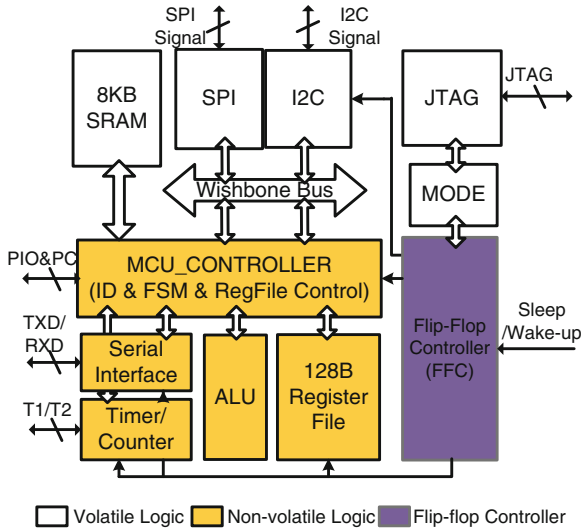 SPI
Signal
I2C
Signal
8KB
SRAM
SPI
I2C
JTAG
JTAG
MODE
Wishbone Bus
PIO&PC
MCU_CONTROLLER
(ID & FSM & RegFile Control)
TXD/
RXD
Serial
Interface
T1/T2
Timer/
Counter
ALU
128B
Register
File
Flip-Flop
Controller
(FFC)
Sleep
/Wake-up
Volatile Logic
Non-volatile Logic
Flip-flop Controller